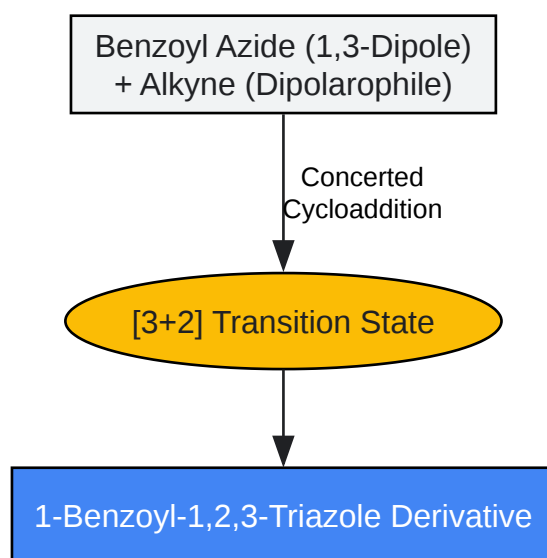 Benzoyl Azide (1,3-Dipole)
+ Alkyne (Dipolarophile)
Concerted
Cycloaddition
[3+2] Transition State
1-Benzoyl-1,2,3-Triazole Derivative